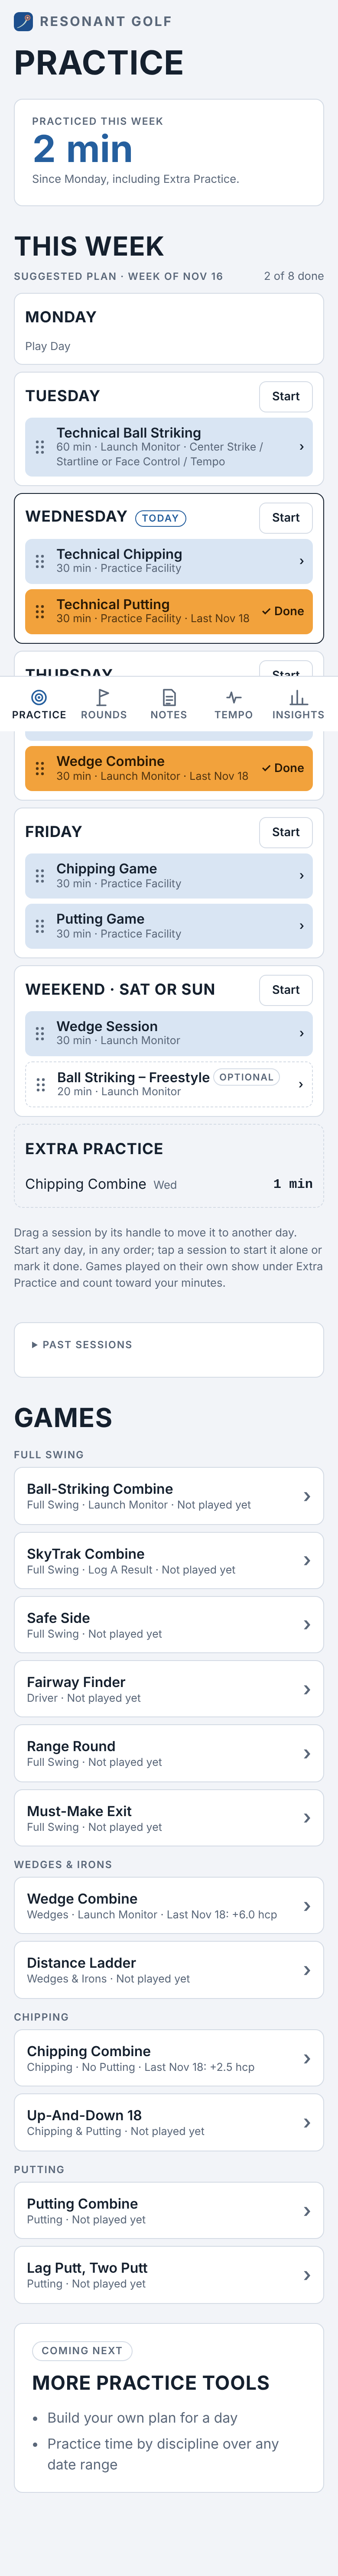 RESONANT GOLF
PRACTICE
PRACTICED THIS WEEK
2 min
Since Monday, including Extra Practice.
THIS WEEK
SUGGESTED PLAN · WEEK OF NOV 16 2 of 8 done
MONDAY
Play Day
TUESDAY Start
Technical Ball Striking
60 min · Launch Monitor · Center Strike /
Startline or Face Control / Tempo ›
WEDNESDAY TODAY Start
Technical Chipping
30 min · Practice Facility ›
Technical Putting
30 min · Practice Facility · Last Nov 18 ✓ Done
THURSDAY Start
PRACTICE ROUNDS NOTES TEMPO INSIGHTS
Wedge Combine
30 min · Launch Monitor · Last Nov 18 ✓ Done
FRIDAY Start
Chipping Game
30 min · Practice Facility ›
Putting Game
30 min · Practice Facility ›
WEEKEND · SAT OR SUN Start
Wedge Session
30 min · Launch Monitor ›
Ball Striking – Freestyle OPTIONAL
20 min · Launch Monitor ›
EXTRA PRACTICE
Chipping Combine Wed 1 min
Drag a session by its handle to move it to another day.
Start any day, in any order; tap a session to start it alone or
mark it done. Games played on their own show under Extra
Practice and count toward your minutes.
▸ PAST SESSIONS
GAMES
FULL SWING
Ball-Striking Combine
Full Swing · Launch Monitor · Not played yet ›
SkyTrak Combine
Full Swing · Log A Result · Not played yet ›
Safe Side
Full Swing · Not played yet ›
Fairway Finder
Driver · Not played yet ›
Range Round
Full Swing · Not played yet ›
Must-Make Exit
Full Swing · Not played yet ›
WEDGES & IRONS
Wedge Combine
Wedges · Launch Monitor · Last Nov 18: +6.0 hcp ›
Distance Ladder
Wedges & Irons · Not played yet ›
CHIPPING
Chipping Combine
Chipping · No Putting · Last Nov 18: +2.5 hcp ›
Up-And-Down 18
Chipping & Putting · Not played yet ›
PUTTING
Putting Combine
Putting · Not played yet ›
Lag Putt, Two Putt
Putting · Not played yet ›
COMING NEXT
MORE PRACTICE TOOLS
• Build your own plan for a day
• Practice time by discipline over any
date range